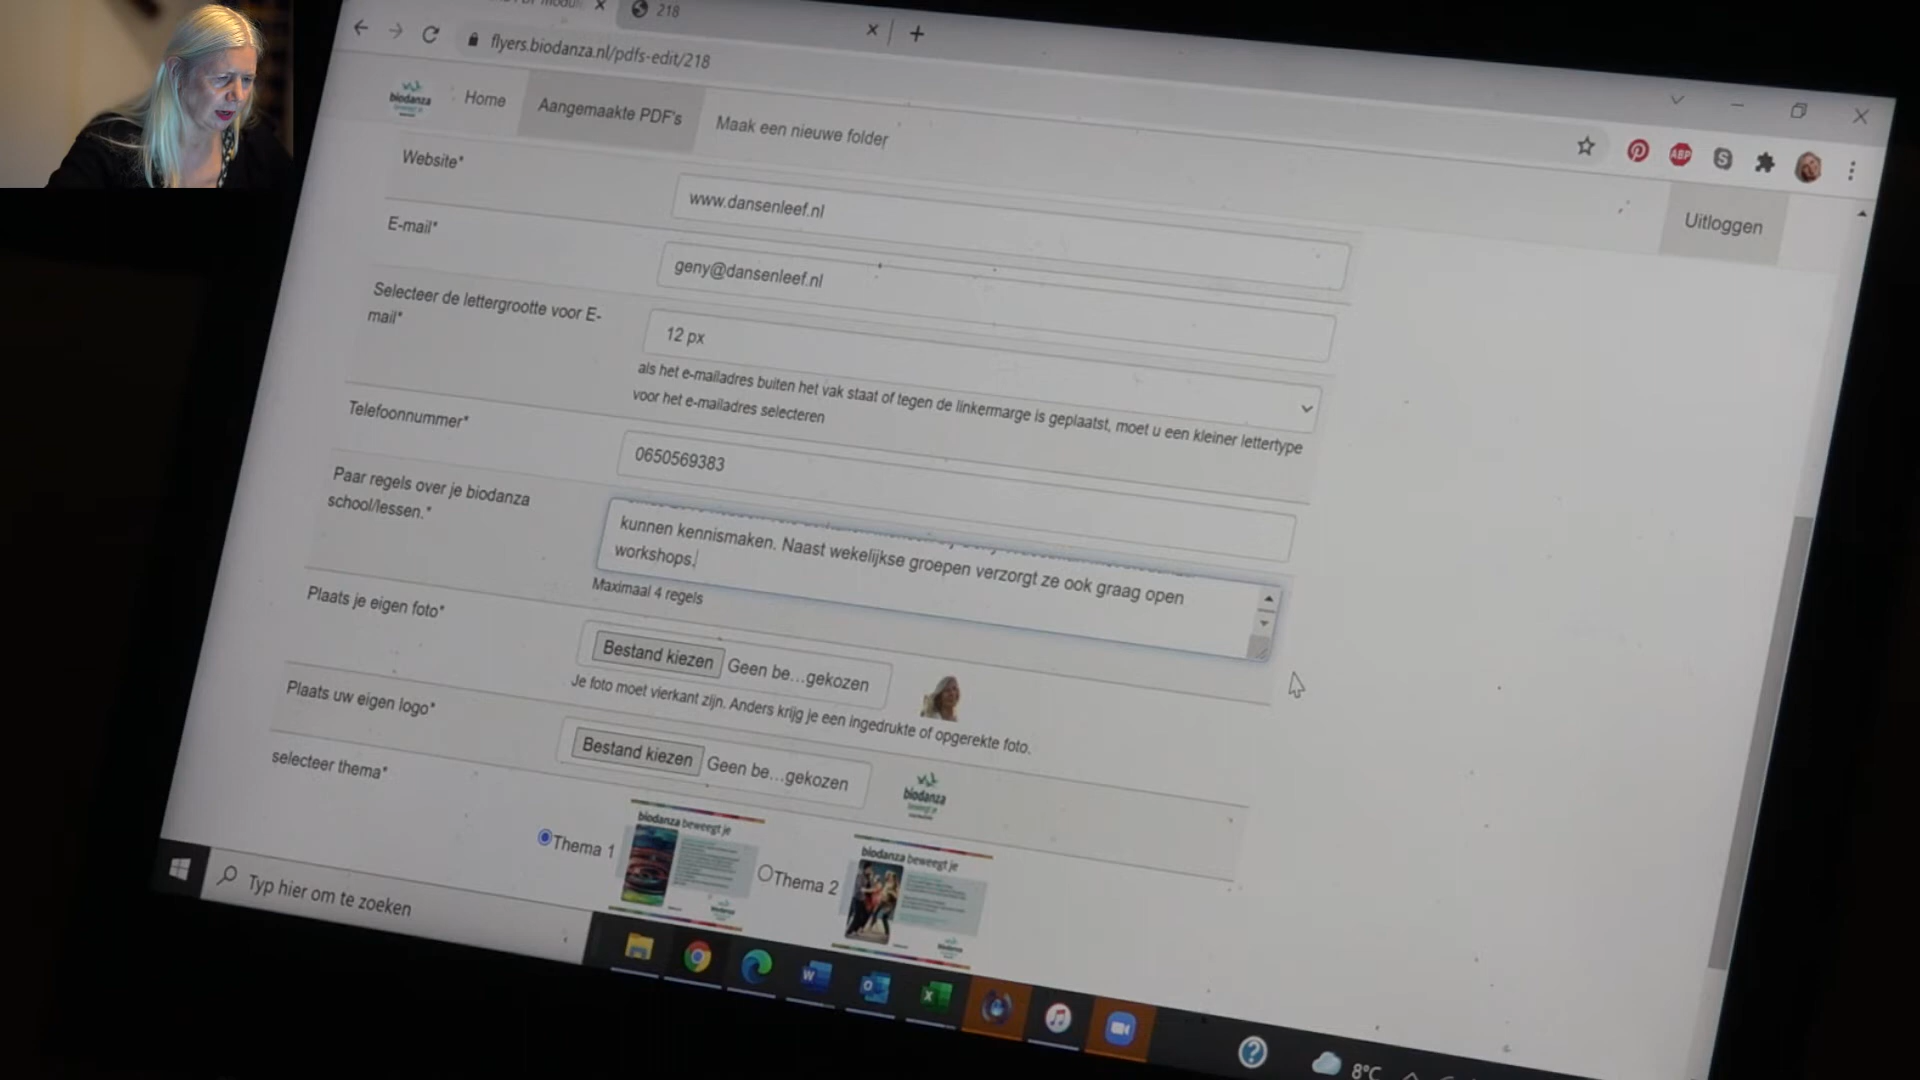 218
flyers.biodanza.nl/pdfs-edit/218
biodanza
Home
Aangemaakte PDF's
Maak een nieuwe folder
Uitloggen
ABP
Website*
www.dansenleef.nl
E-mail*
geny@dansenleef.nl
Selecteer de lettergrootte voor E-
mail*
12 px
als het e-mailadres buiten het vak staat of tegen de linkermarge is geplaatst, moet u een kleiner lettertype
voor het e-mailadres selecteren
Telefoonnummer*
0650569383
Paar regels over je biodanza
school/lessen.*
kunnen kennismaken. Naast wekelijkse groepen verzorgt ze ook graag open
workshops.
Maximaal 4 regels
Plaats je eigen foto*
Bestand kiezen Geen be...gekozen
Je foto moet vierkant zijn. Anders krijg je een ingedrukte of opgerekte foto.
Plaats uw eigen logo*
Bestand kiezen Geen be...gekozen
biodanza
selecteer thema*
Thema 1
biodanza beweegt je
Thema 2
biodanza beweegt je
Typ hier om te zoeken
8°C